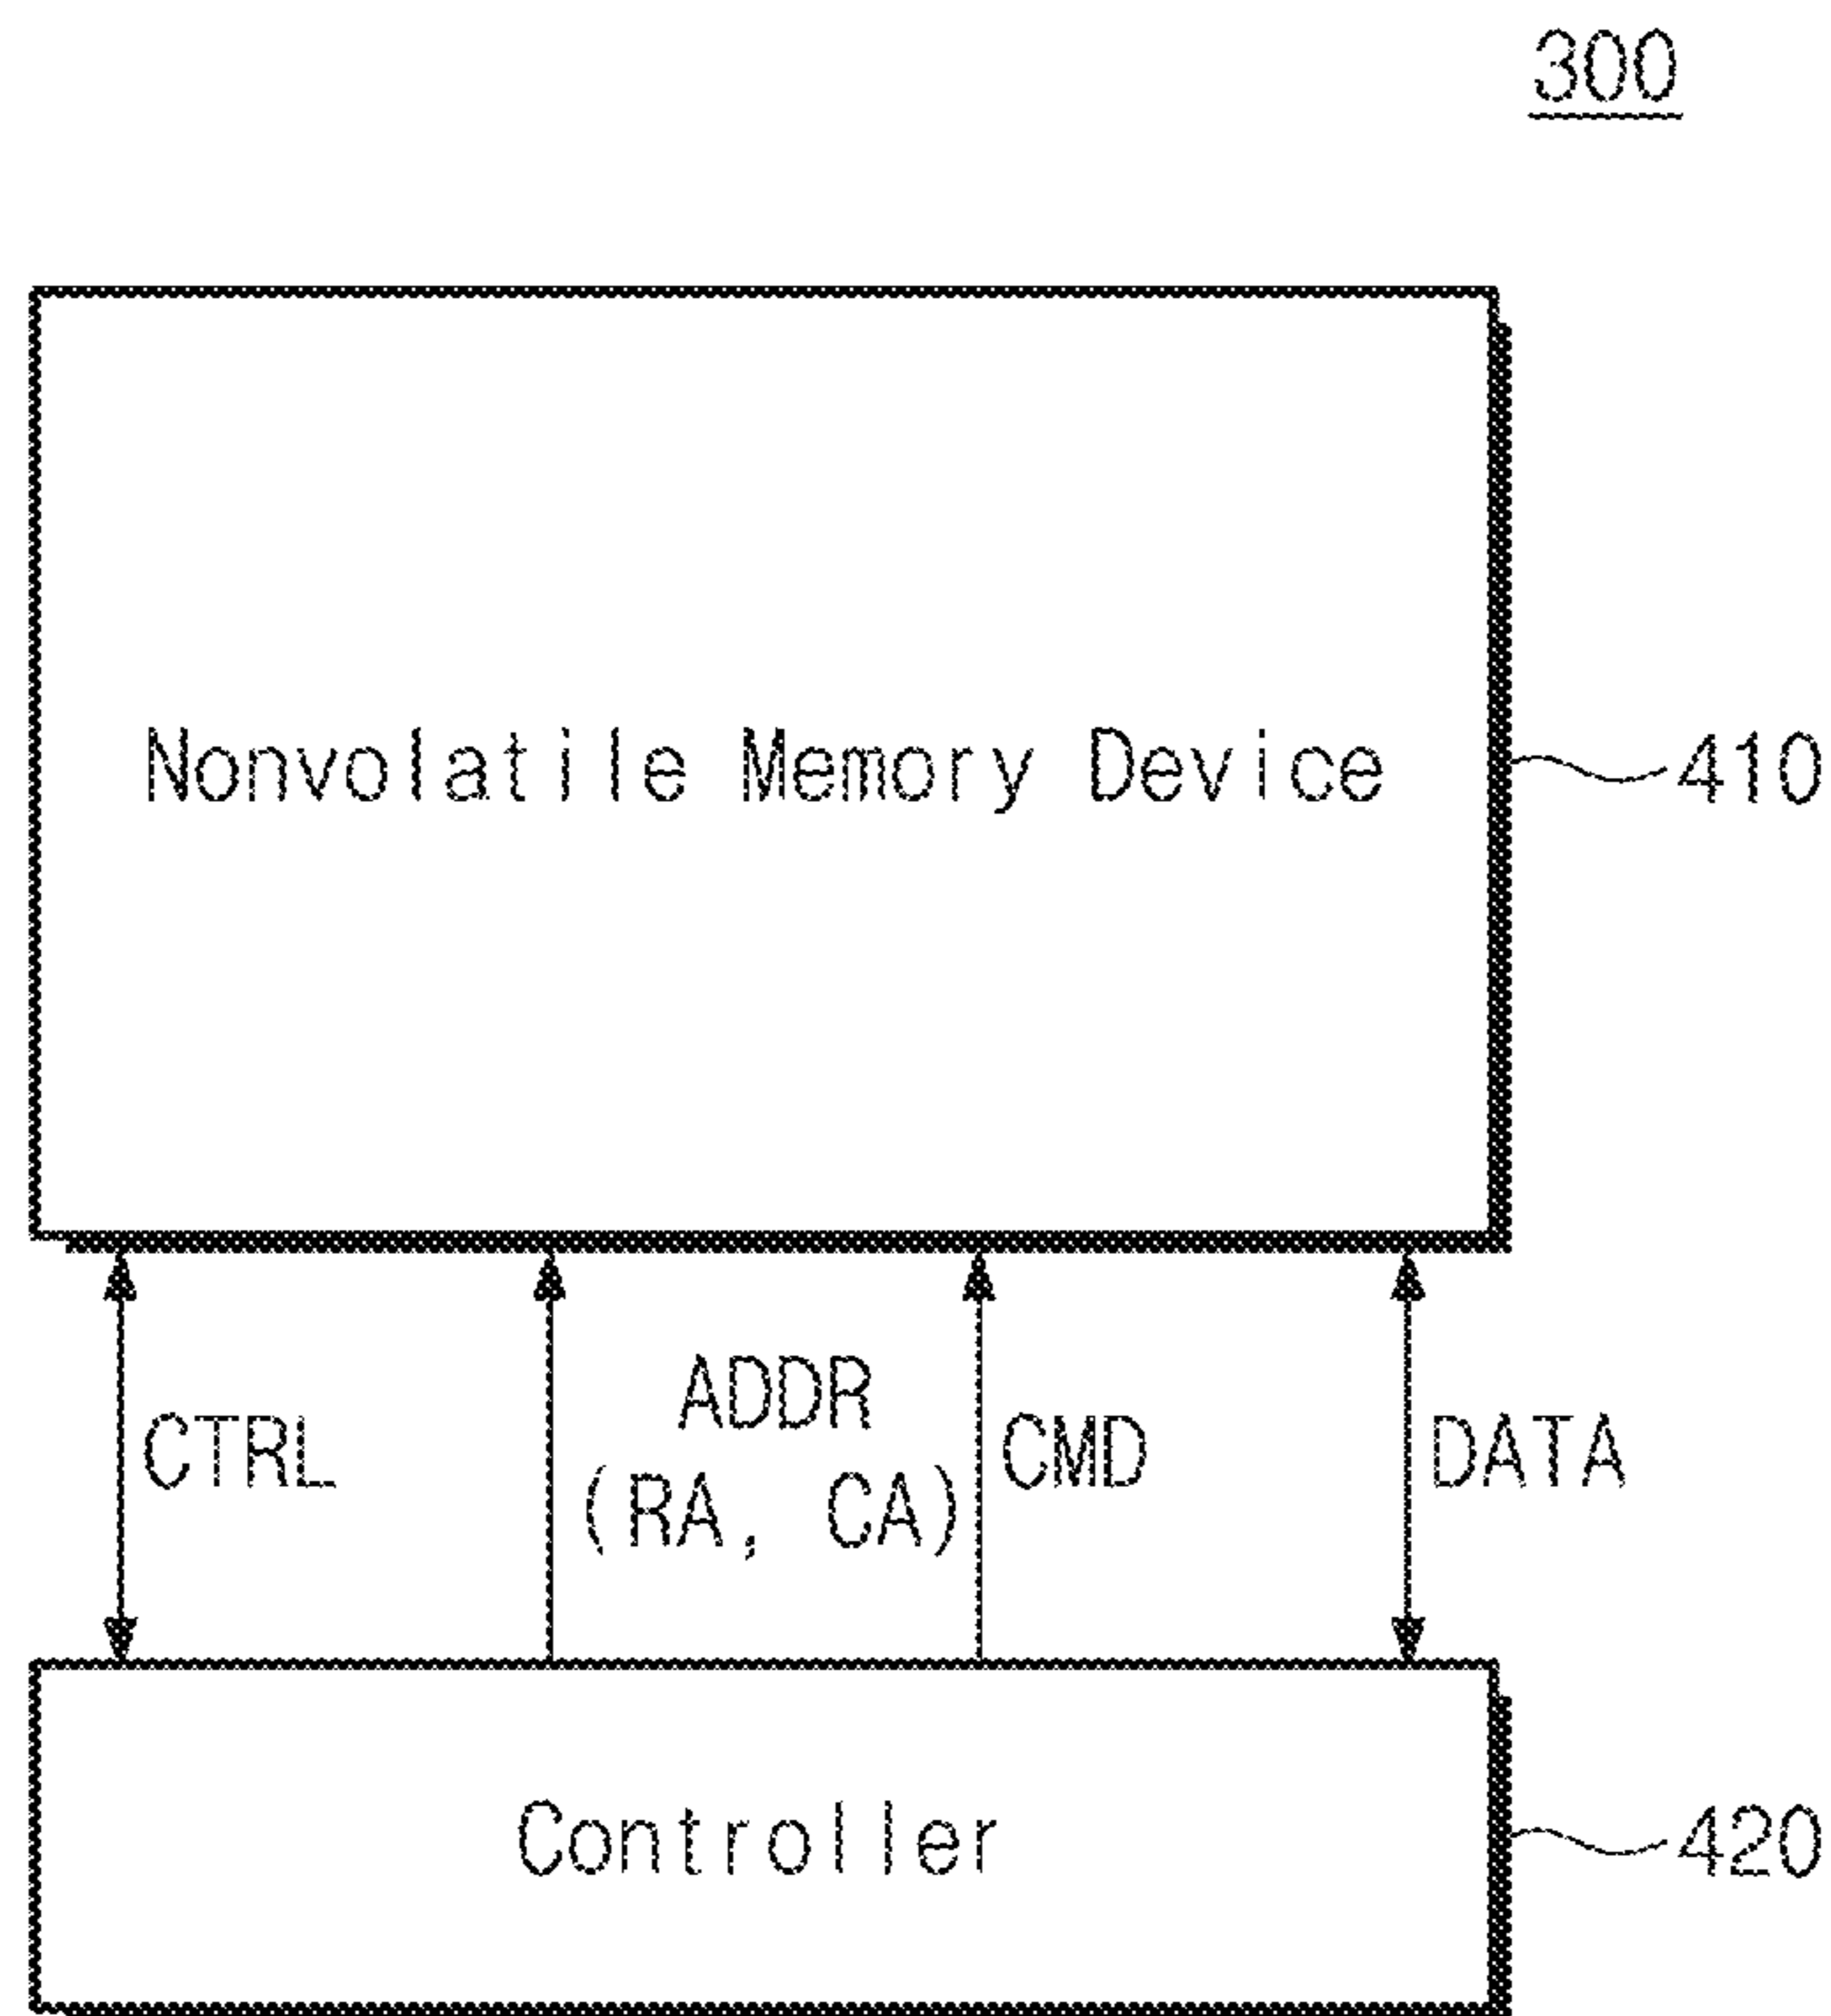 300
Nonvolatile Memory Device
410
CTRL
ADDR
(RA, CA)
CMD
DATA
Controller
420